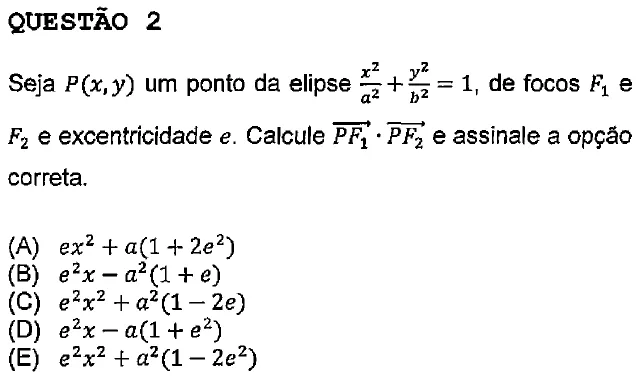 QUESTÃO 2
Seja P(x,y) um ponto da elipse x²/a² + y²/b² = 1, de focos F₁ e
F₂ e excentricidade e. Calcule \overrightarrow{PF₁} · \overrightarrow{PF₂} e assinale a opção
correta.
(A) ex² + a(1 + 2e²)
(B) e²x − a²(1 + e)
(C) e²x² + a²(1 − 2e)
(D) e²x − a(1 + e²)
(E) e²x² + a²(1 − 2e²)